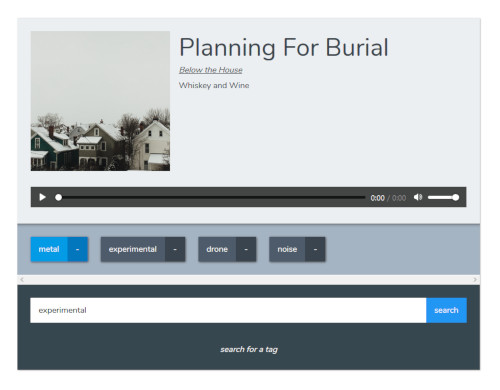 Planning For Burial
Below the House
Whiskey and Wine
0:00 / 0:00
metal - experimental - drone - noise -
experimental search
search for a tag